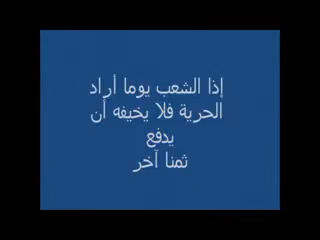 إذا الشعب يوما أراد
الحرية فلا يخيفه أن
يدفع
ثمنا آخر